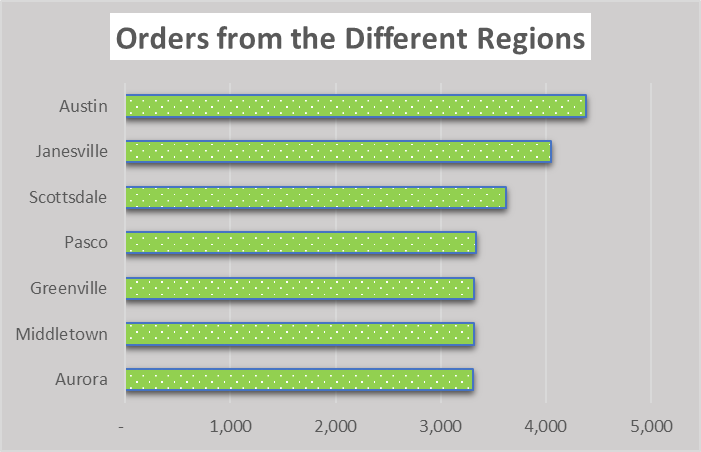 Orders from the Different Regions
Austin
Janesville
Scottsdale
Pasco
Greenville
Middletown
Aurora
- 1,000 2,000 3,000 4,000 5,000